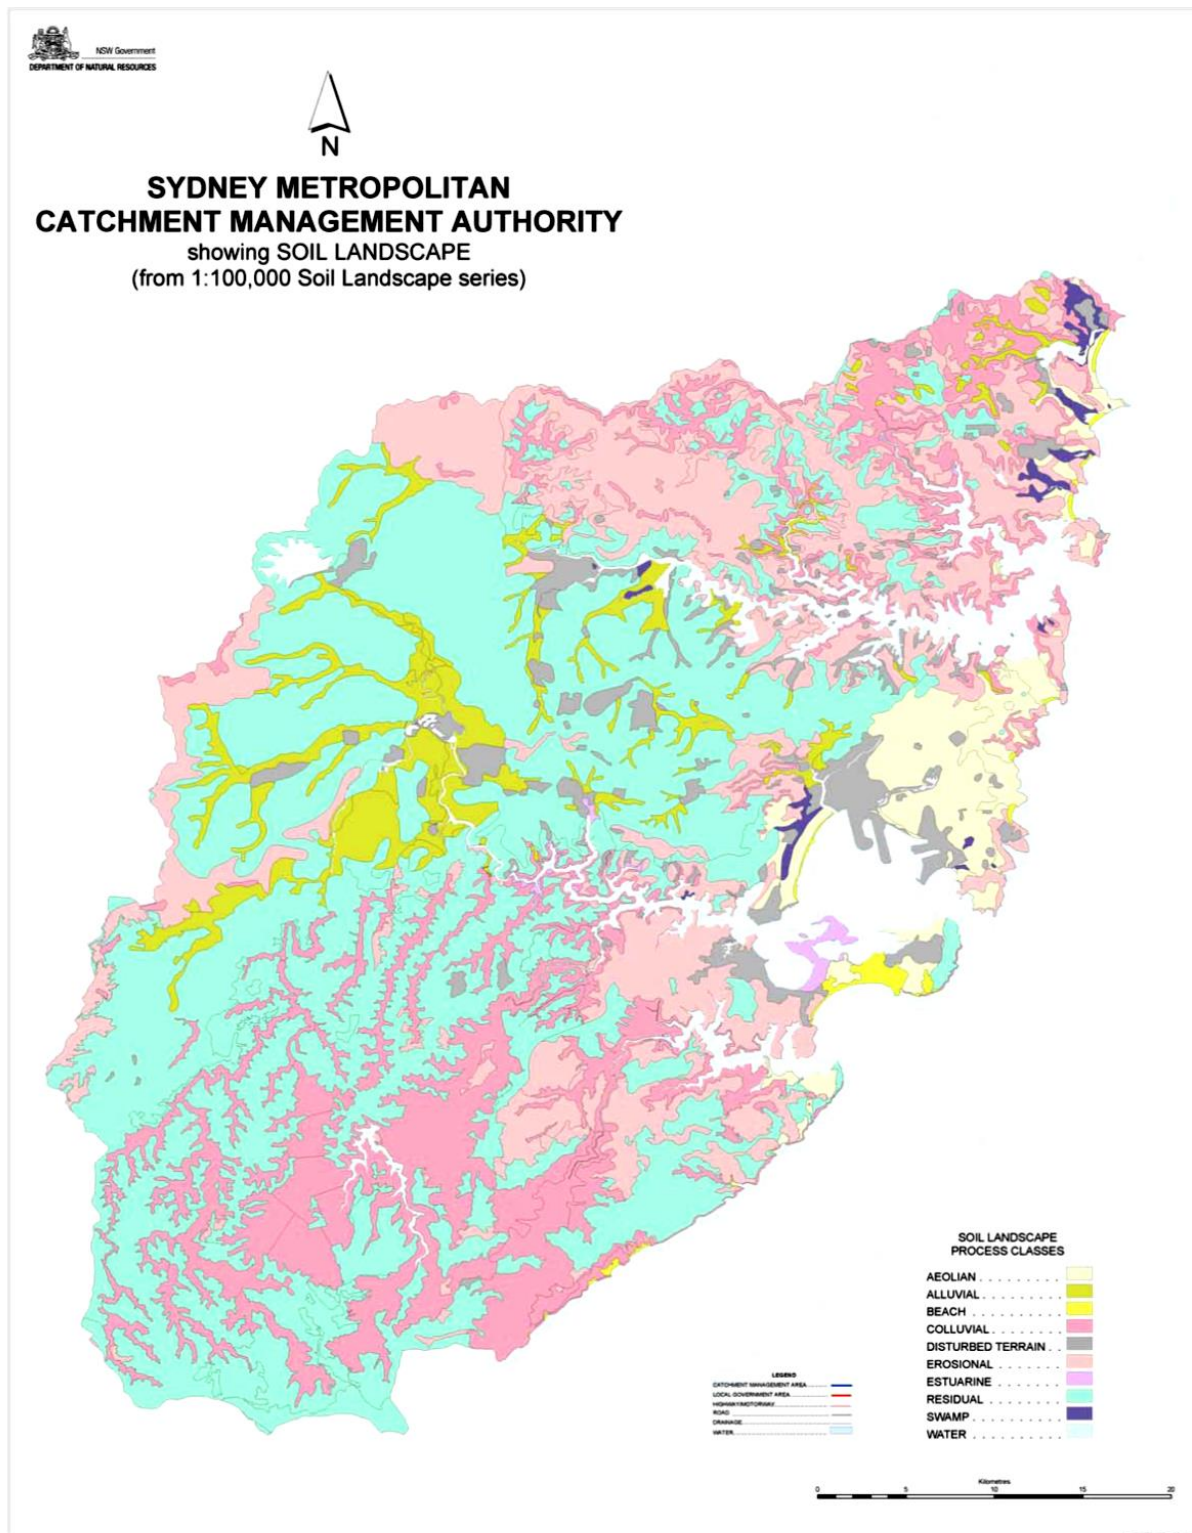 NSW Government
DEPARTMENT OF NATURAL RESOURCES
N
SYDNEY METROPOLITAN
CATCHMENT MANAGEMENT AUTHORITY
showing SOIL LANDSCAPE
(from 1:100,000 Soil Landscape series)
SOIL LANDSCAPE
PROCESS CLASSES
AEOLIAN . . . . . . . . .
ALLUVIAL . . . . . . . . .
BEACH . . . . . . . . . .
COLLUVIAL . . . . . . . .
DISTURBED TERRAIN . .
EROSIONAL . . . . . . .
ESTUARINE . . . . . . . .
RESIDUAL . . . . . . . .
SWAMP . . . . . . . . . .
WATER . . . . . . . . . .
LEGEND
CATCHMENT MANAGEMENT AREA
LOCAL GOVERNMENT AREA
HIGHWAY/MOTORWAY
ROAD
DRAINAGE
WATER
Kilometres
0 5 10 15 20